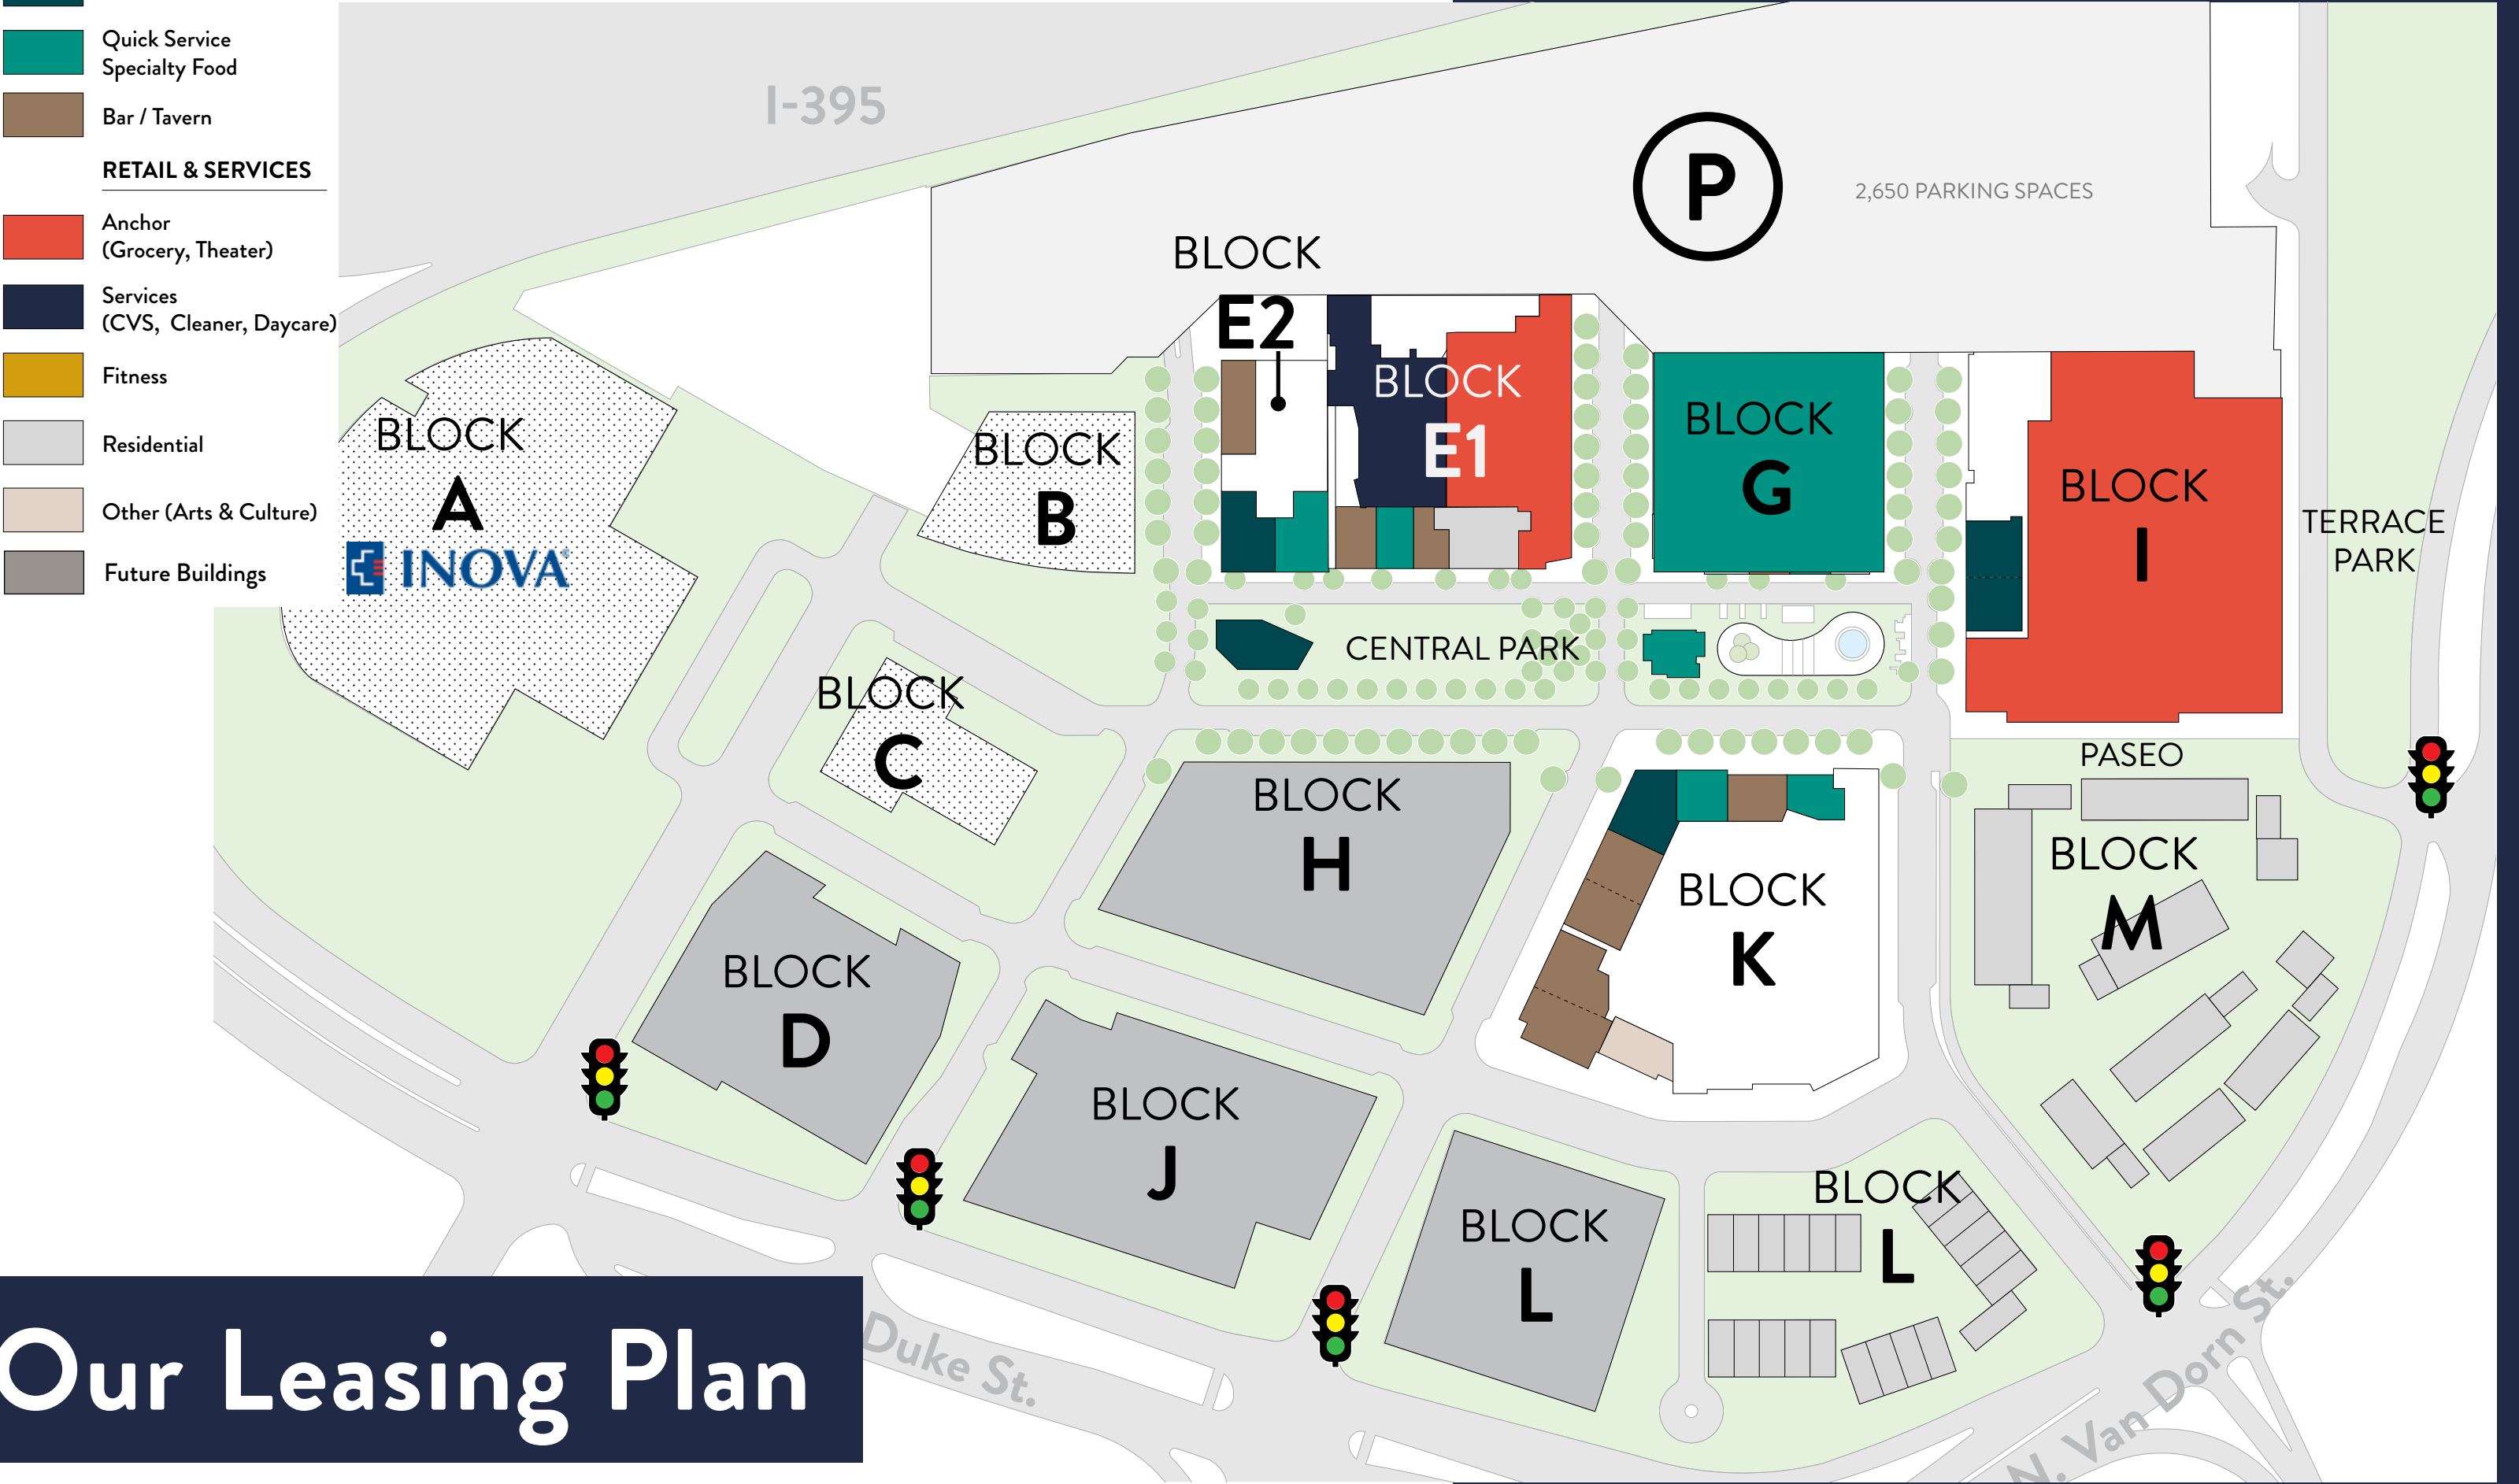 Quick Service
Specialty Food
Bar / Tavern
RETAIL & SERVICES
Anchor
(Grocery, Theater)
Services
(CVS, Cleaner, Daycare)
Fitness
Residential
Other (Arts & Culture)
Future Buildings
I-395
P
2,650 PARKING SPACES
BLOCK
E2
BLOCK
E1
BLOCK
G
BLOCK
I
TERRACE
PARK
BLOCK
A
INOVA®
BLOCK
B
CENTRAL PARK
BLOCK
C
BLOCK
H
PASEO
BLOCK
M
BLOCK
K
BLOCK
D
BLOCK
J
BLOCK
L
BLOCK
L
Duke St.
N. Van Dorn St.
Our Leasing Plan